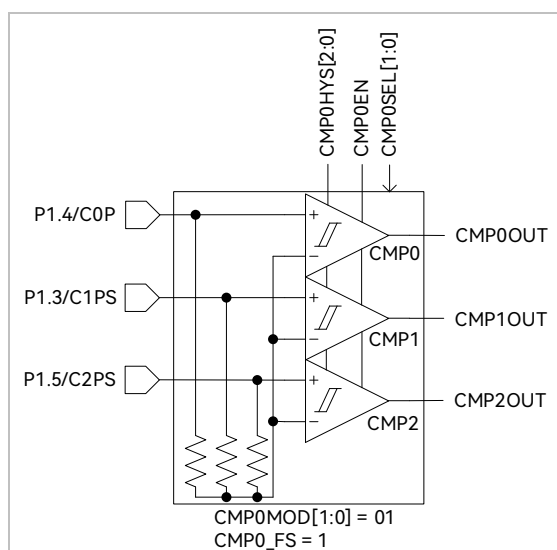 CMP0HYS[2:0]
CMP0EN
CMP0SEL[1:0]
P1.4/C0P
+
−
CMP0
CMP0OUT
P1.3/C1PS
+
−
CMP1
CMP1OUT
P1.5/C2PS
+
−
CMP2
CMP2OUT
CMP0MOD[1:0] = 01
CMP0_FS = 1